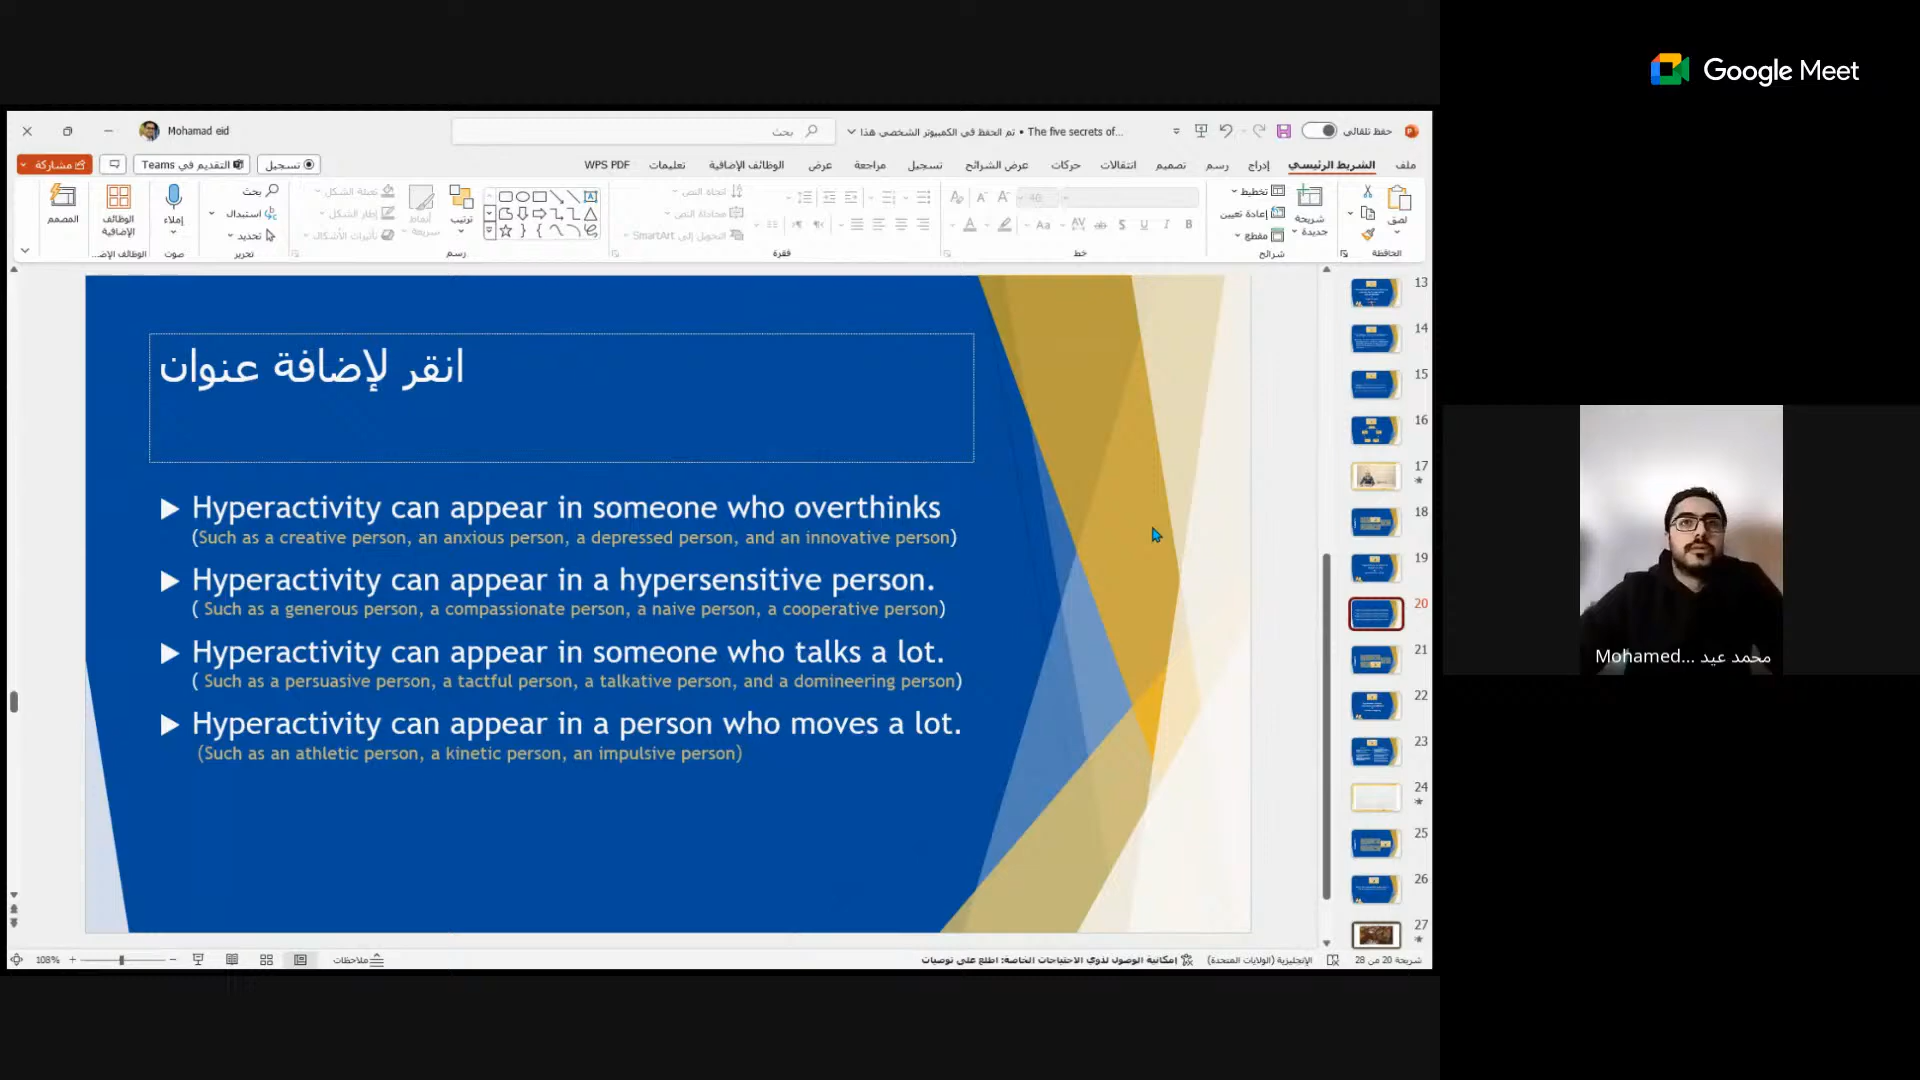 Google Meet
Mohamad eid
بحث
The five secrets of... • تم الحفظ في الكمبيوتر الشخصي هذا
حفظ تلقائي
ملف
الشريط الرئيسي
إدراج
رسم
تصميم
انتقالات
حركات
عرض الشرائح
تسجيل
مراجعة
عرض
الوظائف الإضافية
تعليمات
WPS PDF
تسجيل
التقديم في Teams
مشاركة
لصق
الحافظة
شريحة
جديدة
تخطيط
إعادة تعيين
مقطع
شرائح
40
Aa
خط
اتجاه النص
محاذاة النص
التحويل إلى SmartArt
فقرة
ترتيب
أنماط
سريعة
تعبئة الشكل
إطار الشكل
تأثيرات الأشكال
رسم
بحث
استبدال
تحديد
تحرير
إملاء
صوت
الوظائف
الإضافية
الوظائف الإض...
المصمم
انقر لإضافة عنوان
Hyperactivity can appear in someone who overthinks
(Such as a creative person, an anxious person, a depressed person, and an innovative person)
Hyperactivity can appear in a hypersensitive person.
( Such as a generous person, a compassionate person, a naive person, a cooperative person)
Hyperactivity can appear in someone who talks a lot.
( Such as a persuasive person, a tactful person, a talkative person, and a domineering person)
Hyperactivity can appear in a person who moves a lot.
(Such as an athletic person, a kinetic person, an impulsive person)
13
14
15
16
17
18
19
20
21
22
23
24
25
26
27
Mohamed... محمد عيد
شريحة 20 من 28
الإنجليزية (الولايات المتحدة)
إمكانية الوصول لذوي الاحتياجات الخاصة: اطلع على توصيات
ملاحظات
108%